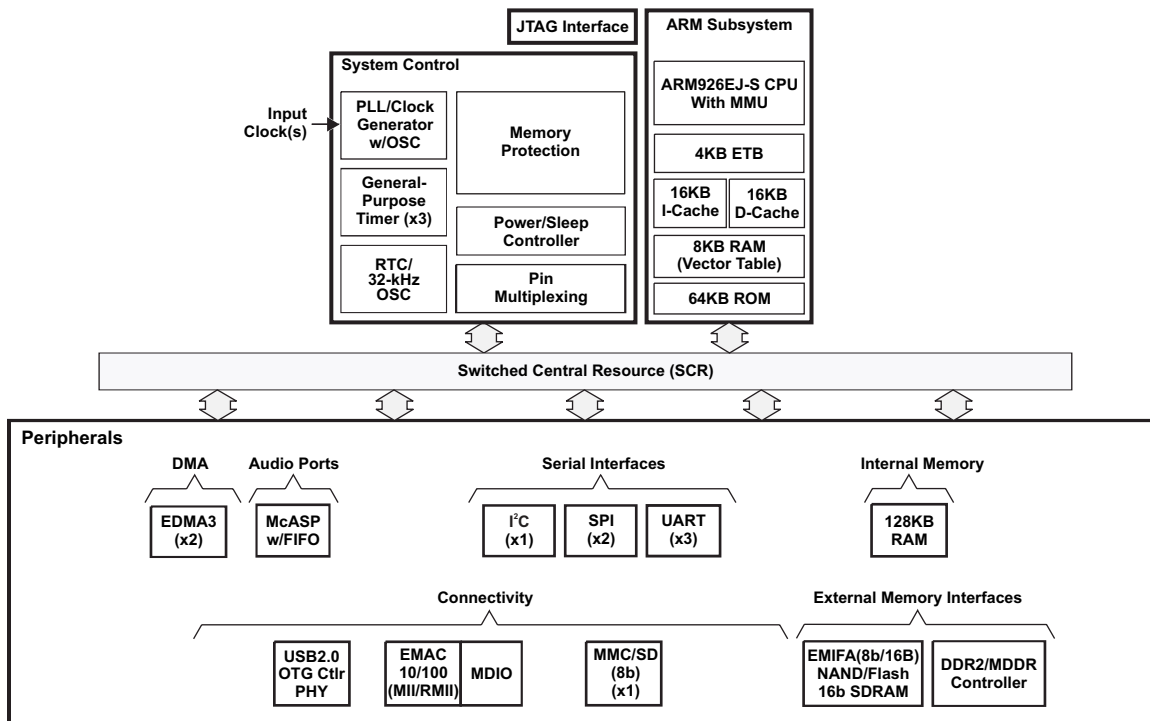 JTAG Interface
ARM Subsystem
System Control
Input
Clock(s)
PLL/Clock
Generator
w/OSC
Memory
Protection
General-
Purpose
Timer (x3)
Power/Sleep
Controller
RTC/
32-kHz
OSC
Pin
Multiplexing
ARM926EJ-S CPU
With MMU
4KB ETB
16KB
I-Cache
16KB
D-Cache
8KB RAM
(Vector Table)
64KB ROM
Switched Central Resource (SCR)
Peripherals
DMA
EDMA3
(x2)
Audio Ports
McASP
w/FIFO
Serial Interfaces
I²C
(x1)
SPI
(x2)
UART
(x3)
Internal Memory
128KB
RAM
Connectivity
USB2.0
OTG Ctlr
PHY
EMAC
10/100
(MII/RMII)
MDIO
MMC/SD
(8b)
(x1)
External Memory Interfaces
EMIFA(8b/16B)
NAND/Flash
16b SDRAM
DDR2/MDDR
Controller